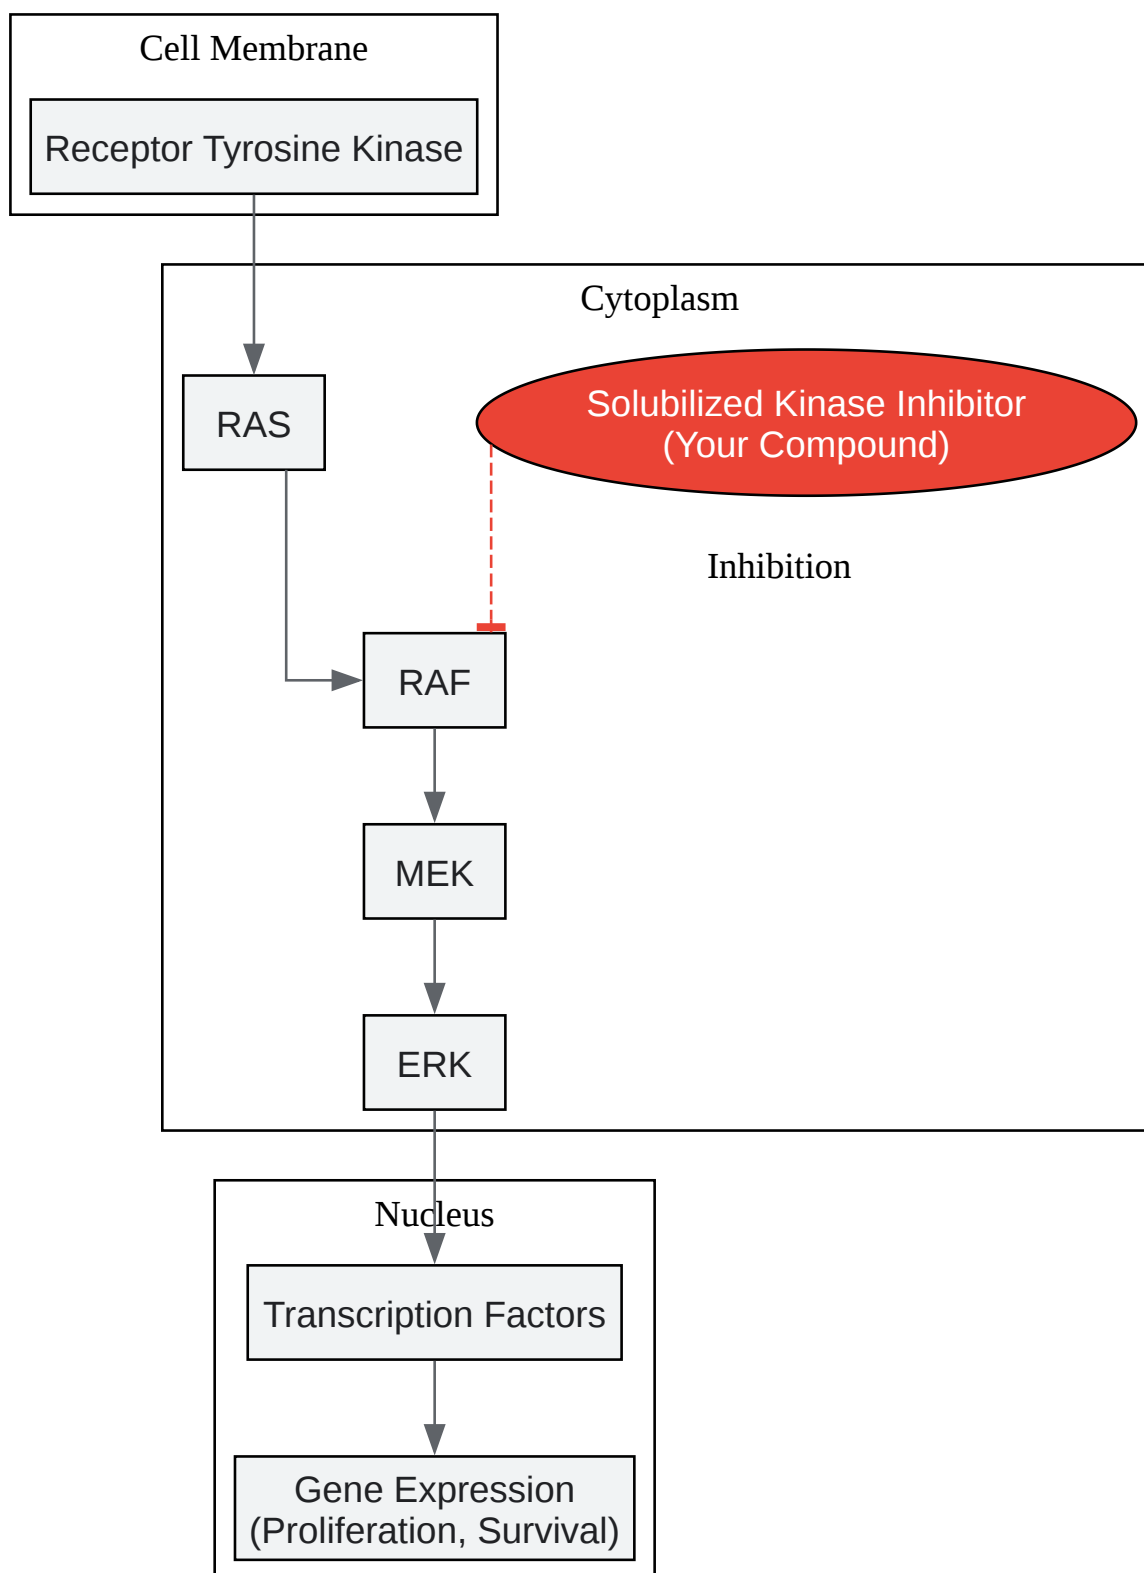 Cell Membrane
Receptor Tyrosine Kinase
Cytoplasm
RAS
Solubilized Kinase Inhibitor
(Your Compound)
Inhibition
RAF
MEK
ERK
Nucleus
Transcription Factors
Gene Expression
(Proliferation, Survival)